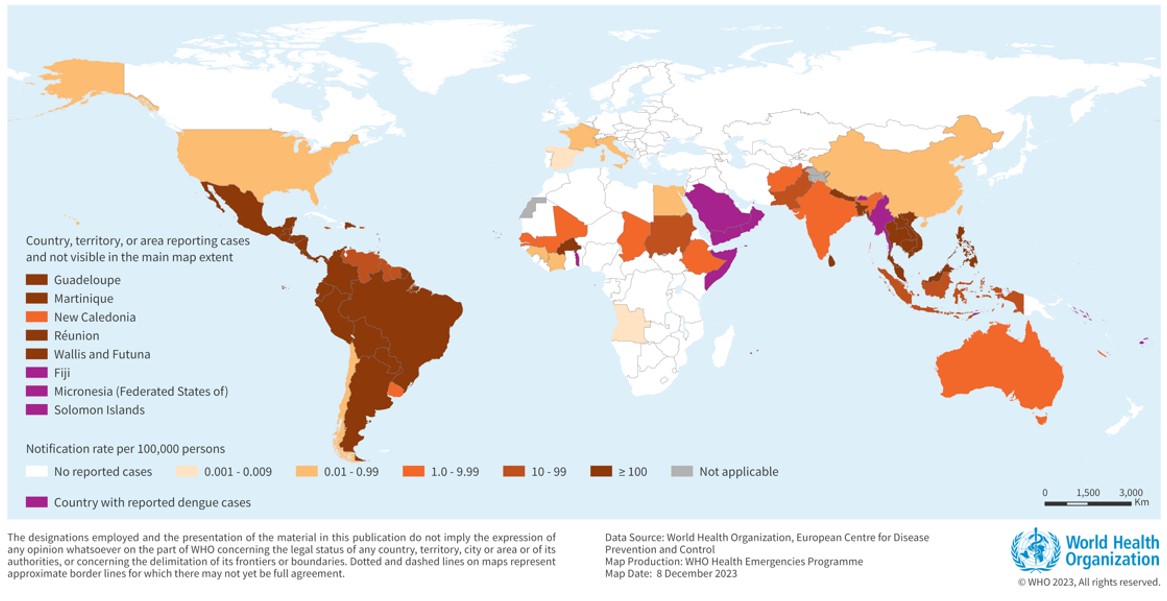 Country, territory, or area reporting cases
and not visible in the main map extent
Guadeloupe
Martinique
New Caledonia
Réunion
Wallis and Futuna
Fiji
Micronesia (Federated States of)
Solomon Islands
Notification rate per 100,000 persons
No reported cases
0.001 - 0.009
0.01 - 0.99
1.0 - 9.99
10 - 99
≥ 100
Not applicable
Country with reported dengue cases
0 1,500 3,000
Km
The designations employed and the presentation of the material in this publication do not imply the expression of
any opinion whatsoever on the part of WHO concerning the legal status of any country, territory, city or area or of its
authorities, or concerning the delimitation of its frontiers or boundaries. Dotted and dashed lines on maps represent
approximate border lines for which there may not yet be full agreement.
Data Source: World Health Organization, European Centre for Disease
Prevention and Control
Map Production: WHO Health Emergencies Programme
Map Date: 8 December 2023
World Health
Organization
© WHO 2023, All rights reserved.